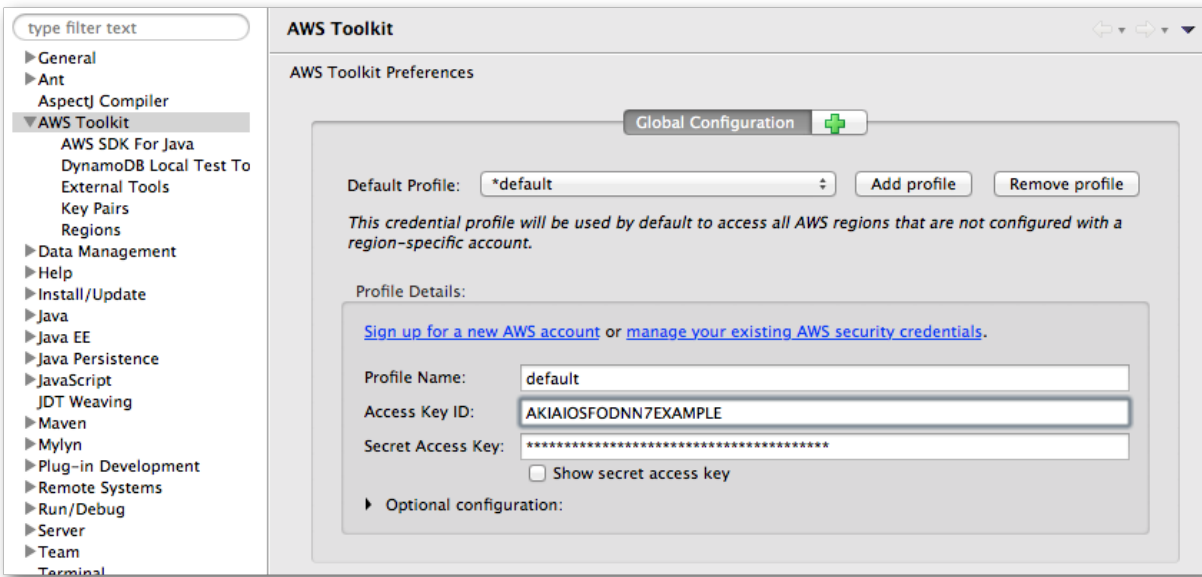 type filter text
General
Ant
AspectJ Compiler
AWS Toolkit
AWS SDK For Java
DynamoDB Local Test To
External Tools
Key Pairs
Regions
Data Management
Help
Install/Update
Java
Java EE
Java Persistence
JavaScript
JDT Weaving
Maven
Mylyn
Plug-in Development
Remote Systems
Run/Debug
Server
Team
Terminal
AWS Toolkit
AWS Toolkit Preferences
Global Configuration
Default Profile: *default Add profile Remove profile
This credential profile will be used by default to access all AWS regions that are not configured with a
region-specific account.
Profile Details:
Sign up for a new AWS account or manage your existing AWS security credentials.
Profile Name: default
Access Key ID: AKIAIOSFODNN7EXAMPLE
Secret Access Key: ****************************************
Show secret access key
Optional configuration: